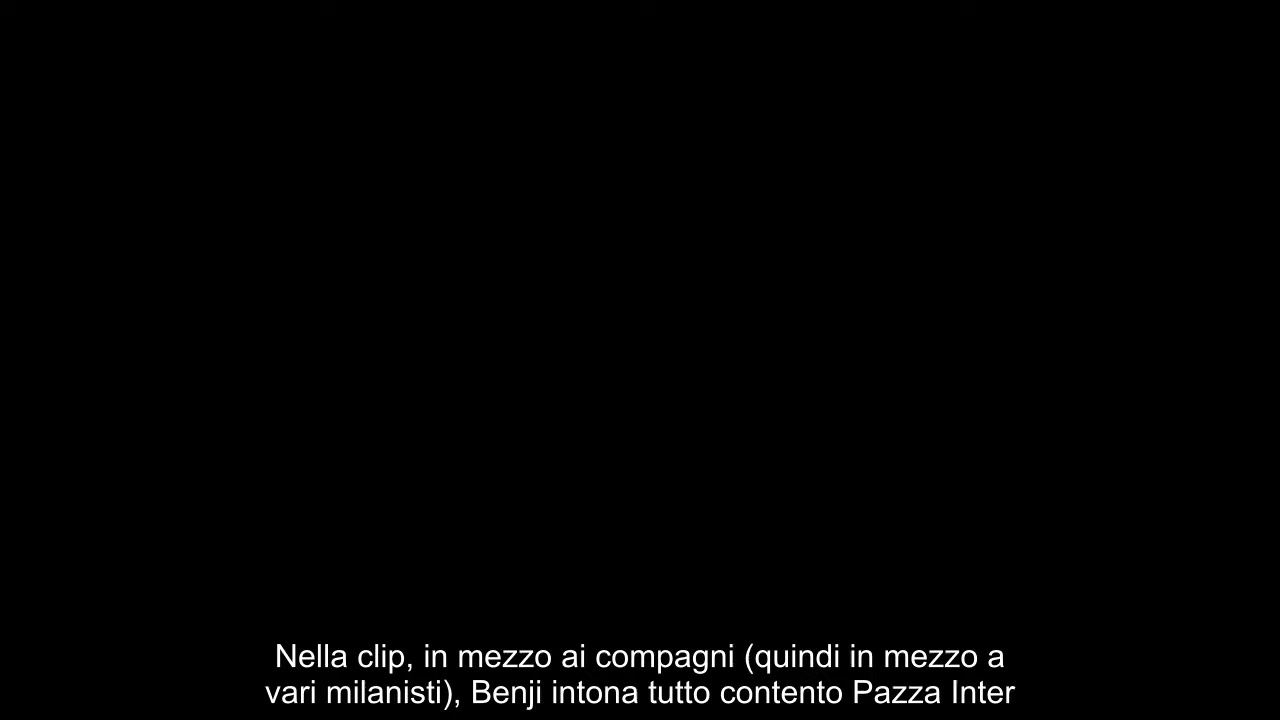 Nella clip, in mezzo ai compagni (quindi in mezzo a
vari milanisti), Benji intona tutto contento Pazza Inter